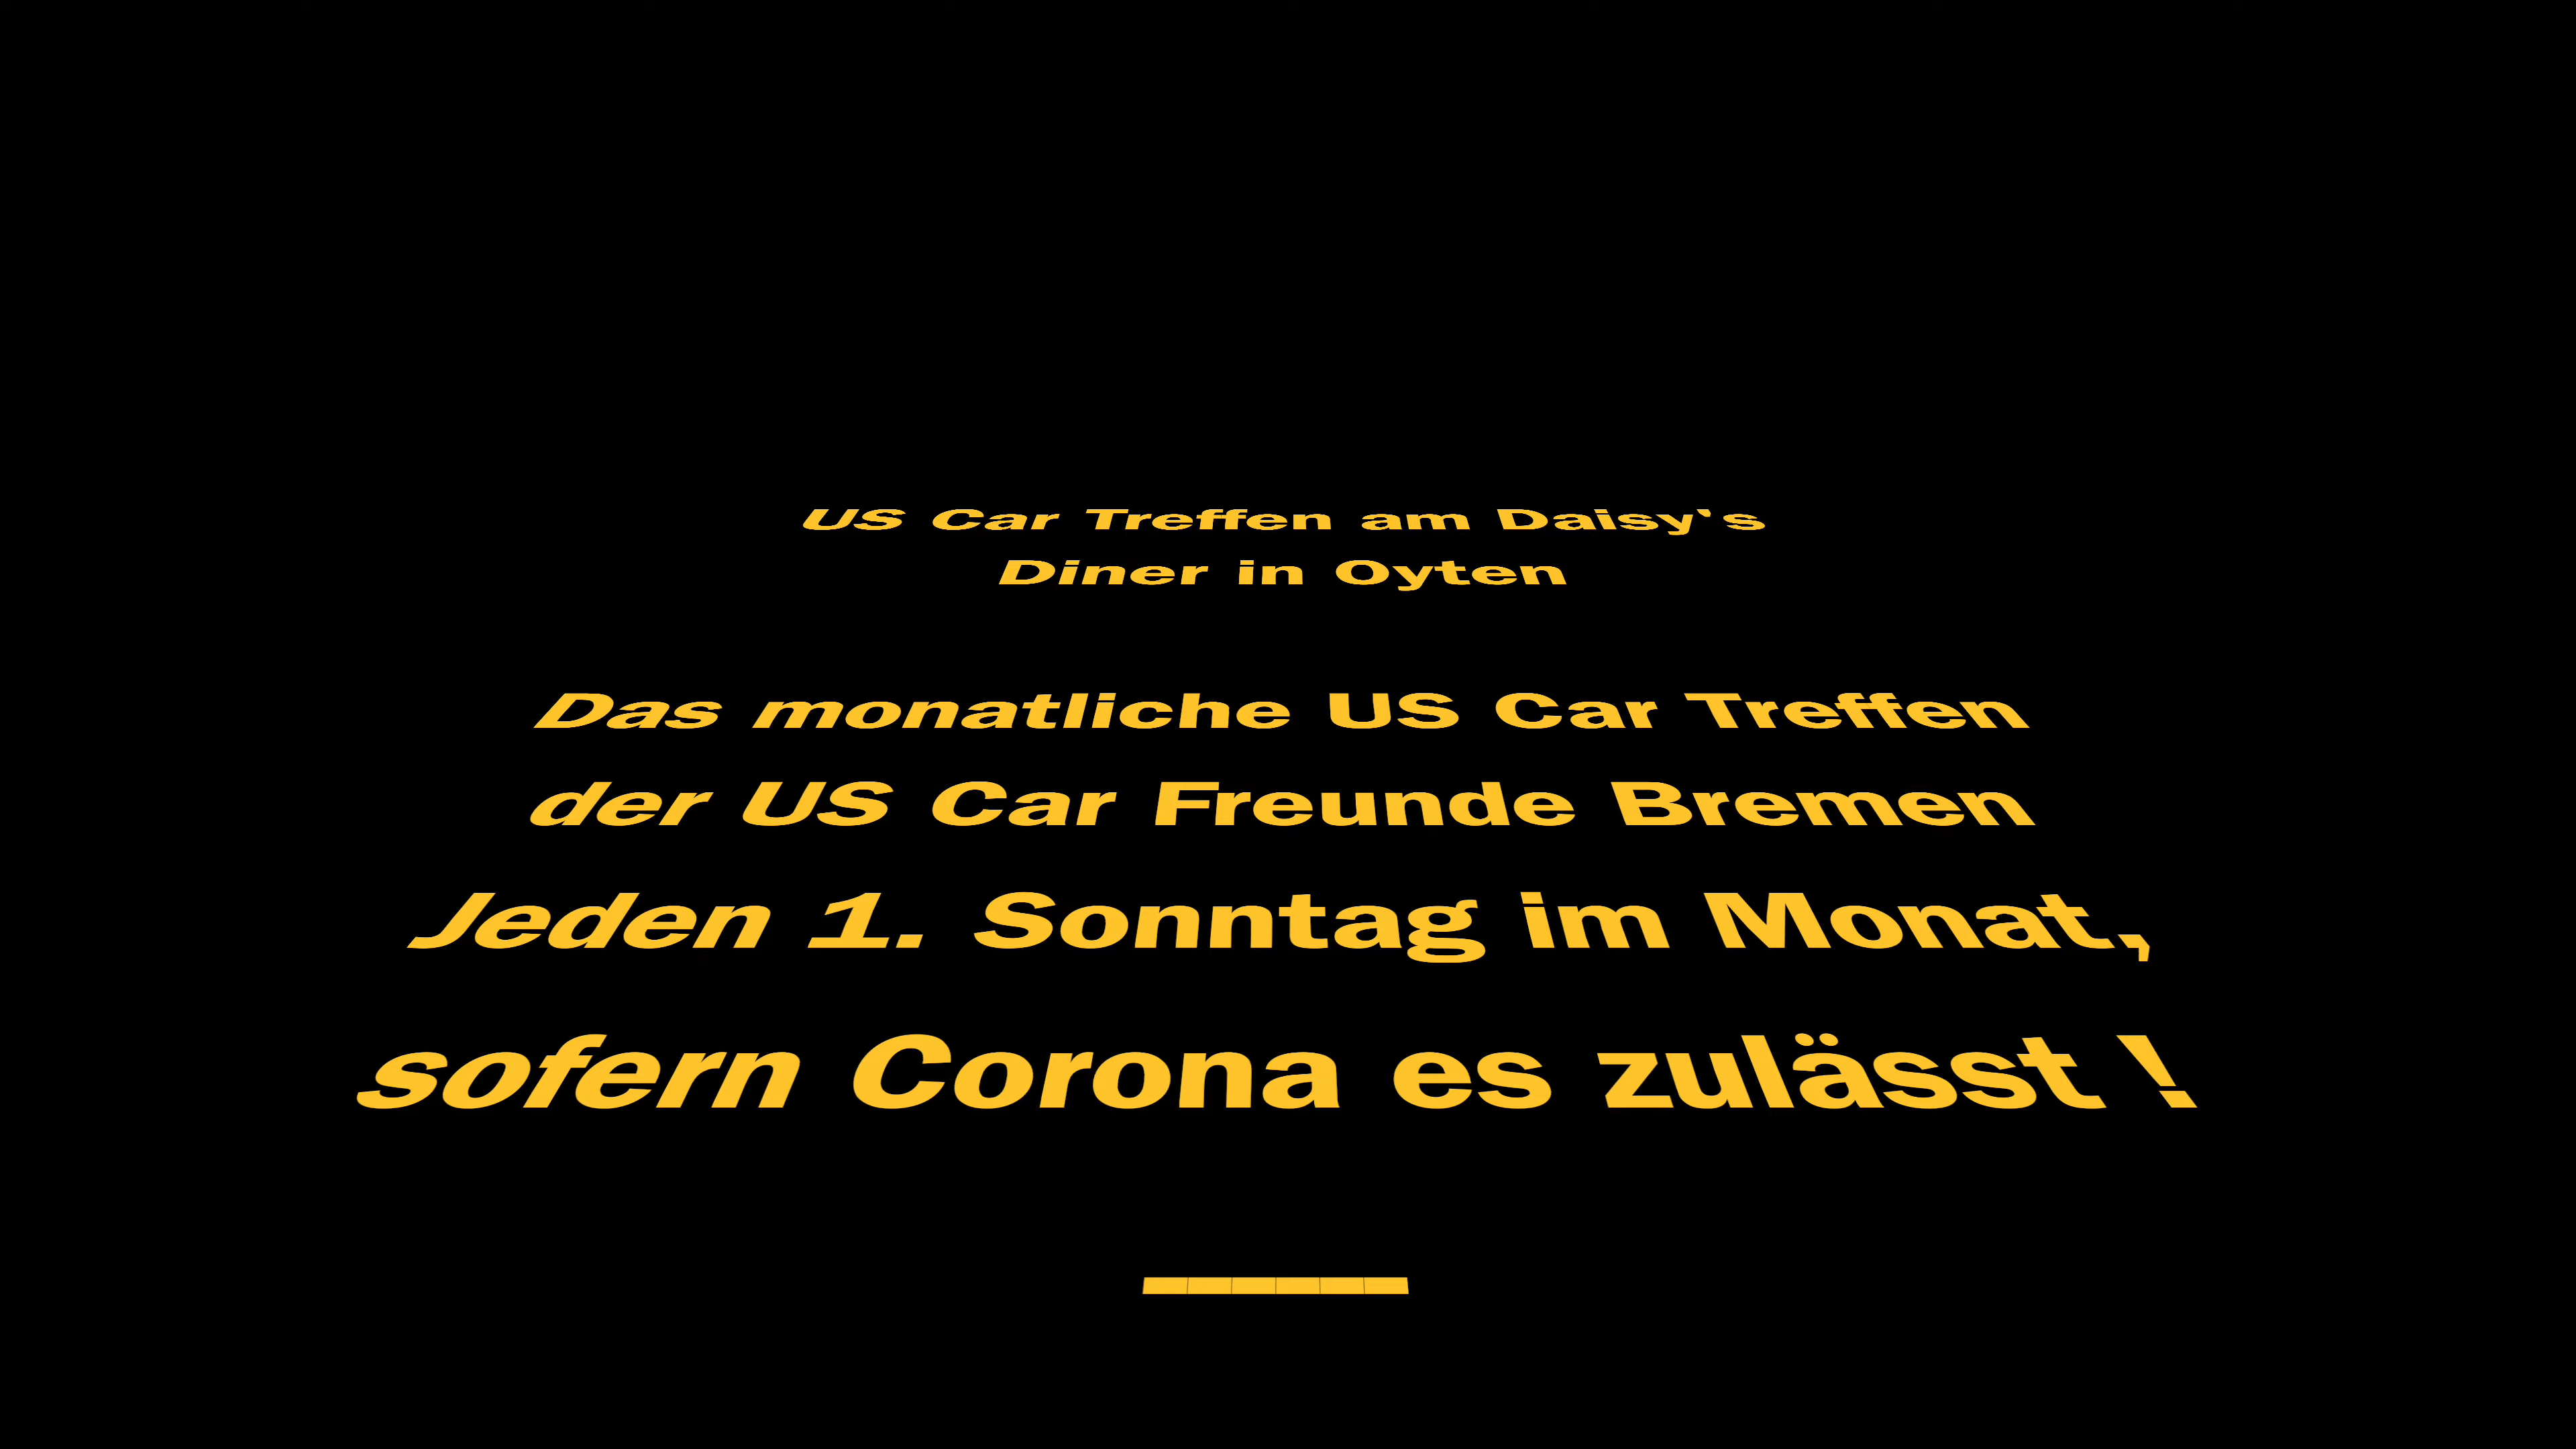 US Car Treffen am Daisy's
Diner in Oyten
Das monatliche US Car Treffen
der US Car Freunde Bremen
Jeden 1. Sonntag im Monat,
sofern Corona es zulässt !
______